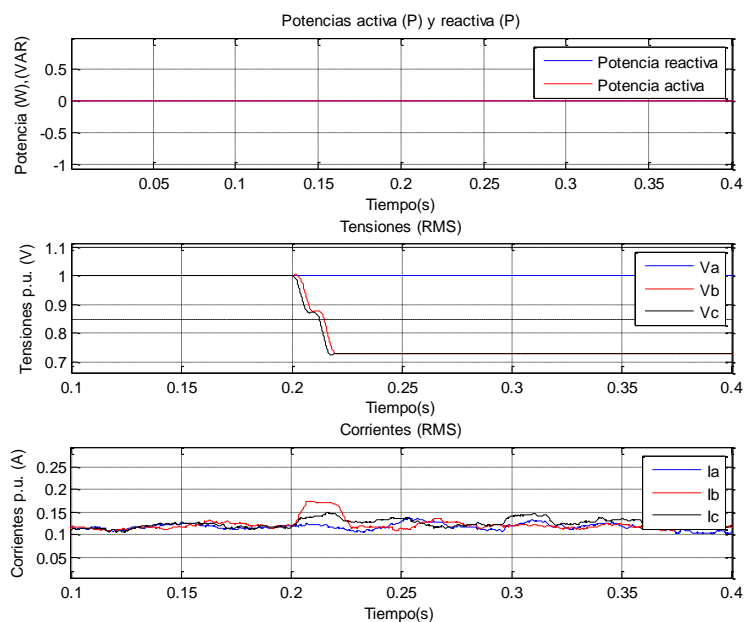 Potencias activa (P) y reactiva (P)
Potencia (W),(VAR)
0.5
0
-0.5
-1
Potencia reactiva
Potencia activa
0.05 0.1 0.15 0.2 0.25 0.3 0.35 0.4
Tiempo(s)
Tensiones (RMS)
Tensiones p.u. (V)
1.1
1
0.9
0.8
0.7
Va
Vb
Vc
0.1 0.15 0.2 0.25 0.3 0.35 0.4
Tiempo(s)
Corrientes (RMS)
Corrientes p.u. (A)
0.25
0.2
0.15
0.1
0.05
Ia
Ib
Ic
0.1 0.15 0.2 0.25 0.3 0.35 0.4
Tiempo(s)